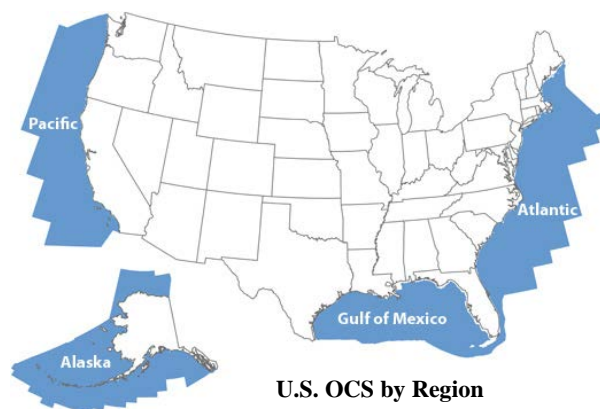 Pacific
Atlantic
Gulf of Mexico
Alaska
U.S. OCS by Region